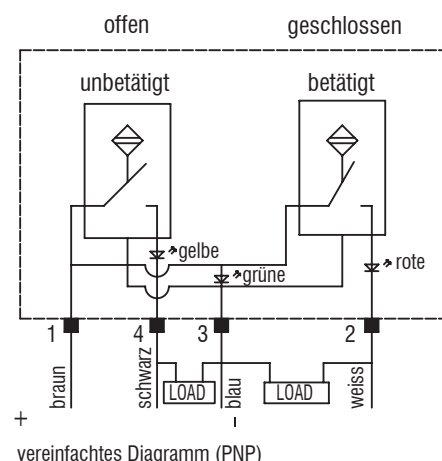 offen geschlossen
unbetätigt betätigt
gelbe
grüne
rote
1 4 3 2
braun
schwarz
LOAD
blau
LOAD
weiss
+ -
vereinfachtes Diagramm (PNP)